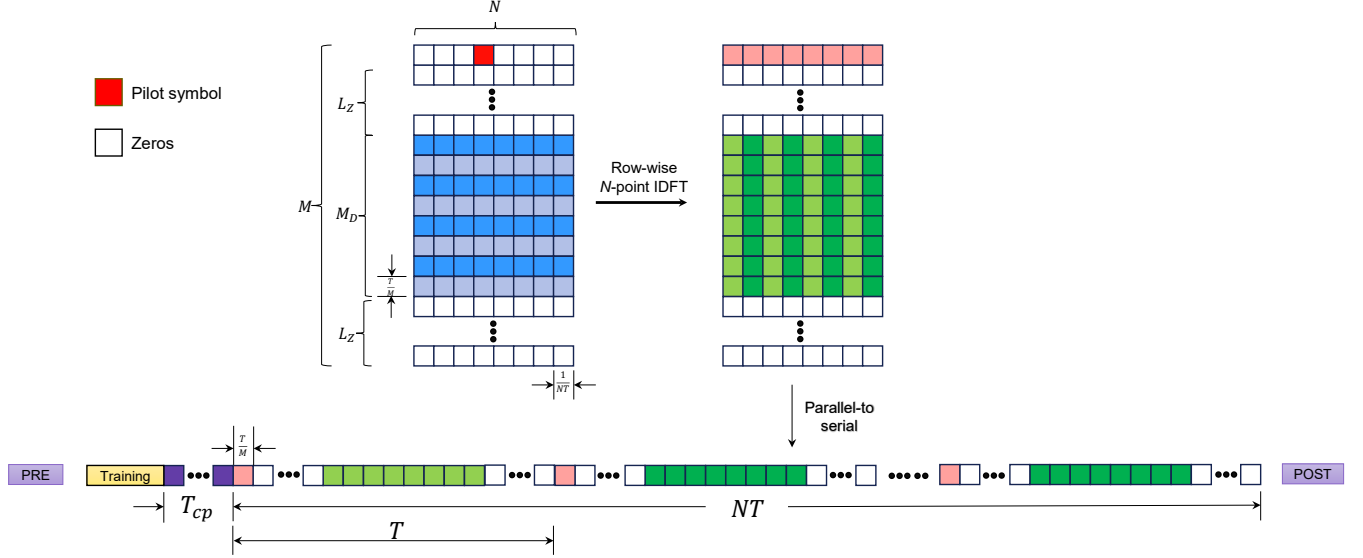 N
Pilot symbol
Zeros
M
L_Z
M_D
T/M
L_Z
1/NT
Row-wise
N-point IDFT
Parallel-to
serial
T/M
PRE
Training
POST
T_cp
NT
T